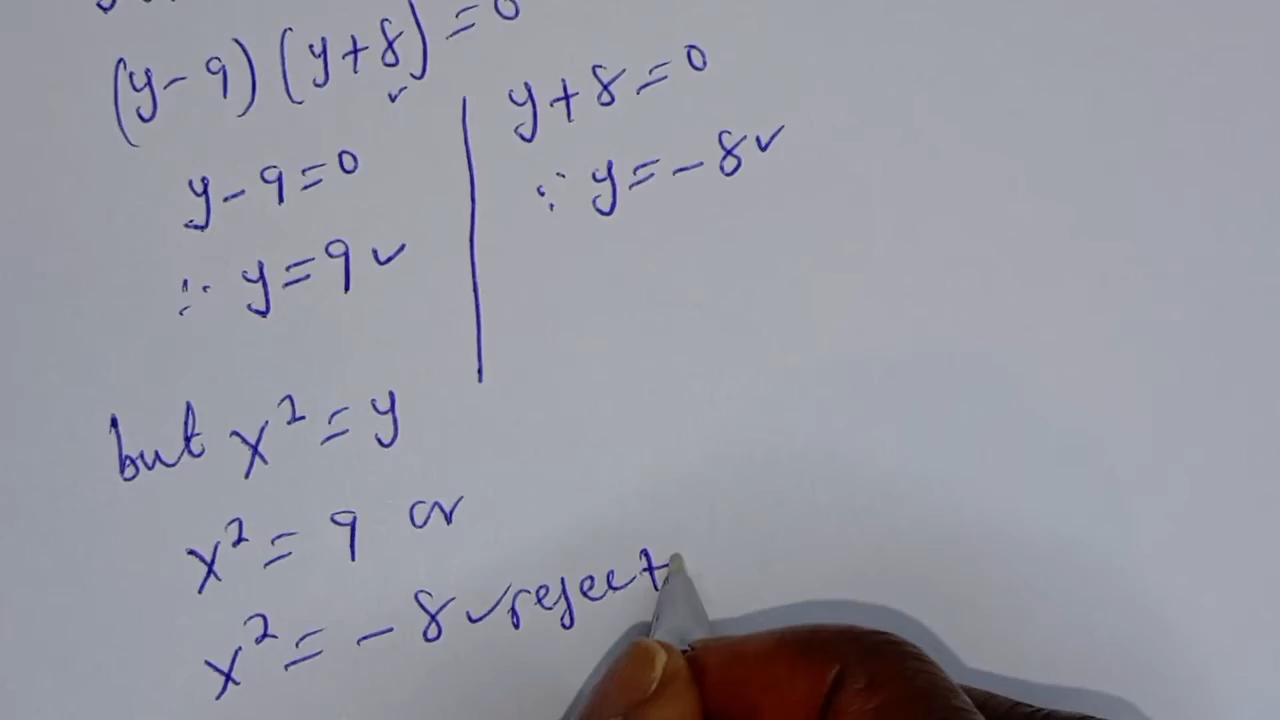 (y-9)(y+8)=0
y-9=0
∴ y=9✓
y+8=0
∵ y=-8✓
but x²=y
x²=9 or
x²=-8✓reject